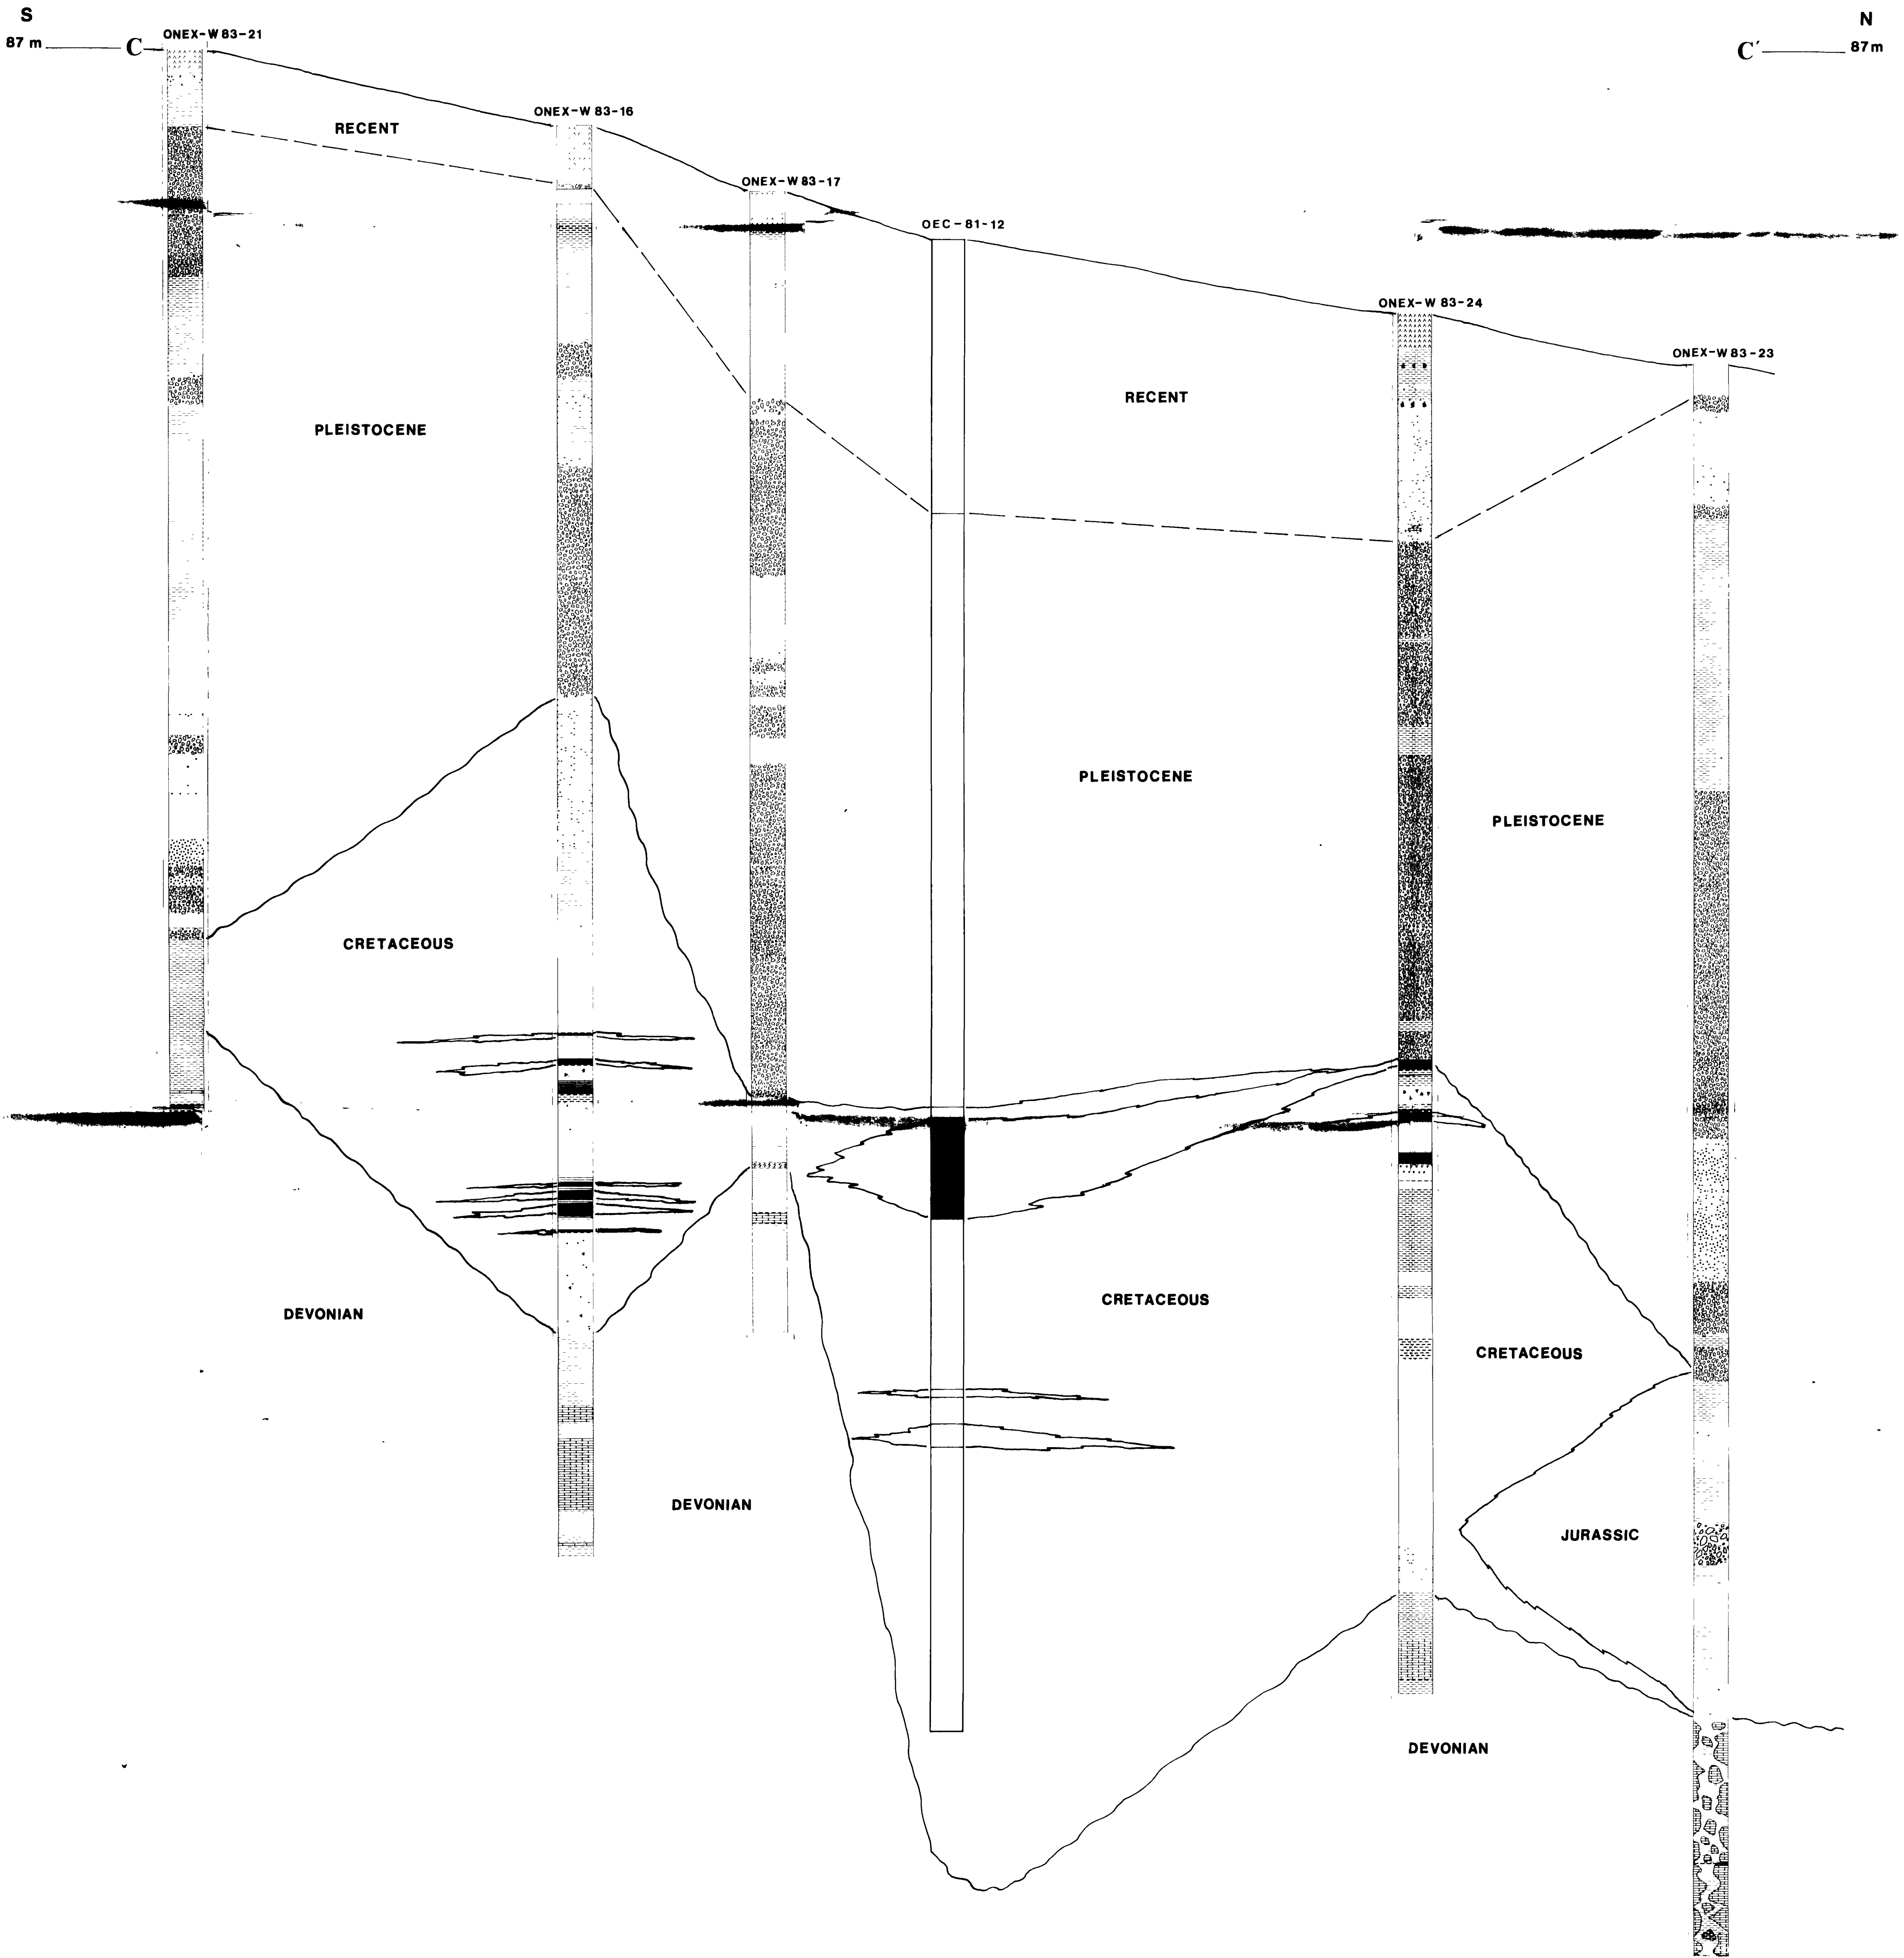 S
N
87 m
C
ONEX-W 83-21
C′
87 m
ONEX-W 83-16
RECENT
ONEX-W 83-17
OEC-81-12
ONEX-W 83-24
ONEX-W 83-23
RECENT
PLEISTOCENE
PLEISTOCENE
PLEISTOCENE
CRETACEOUS
CRETACEOUS
DEVONIAN
CRETACEOUS
DEVONIAN
JURASSIC
DEVONIAN